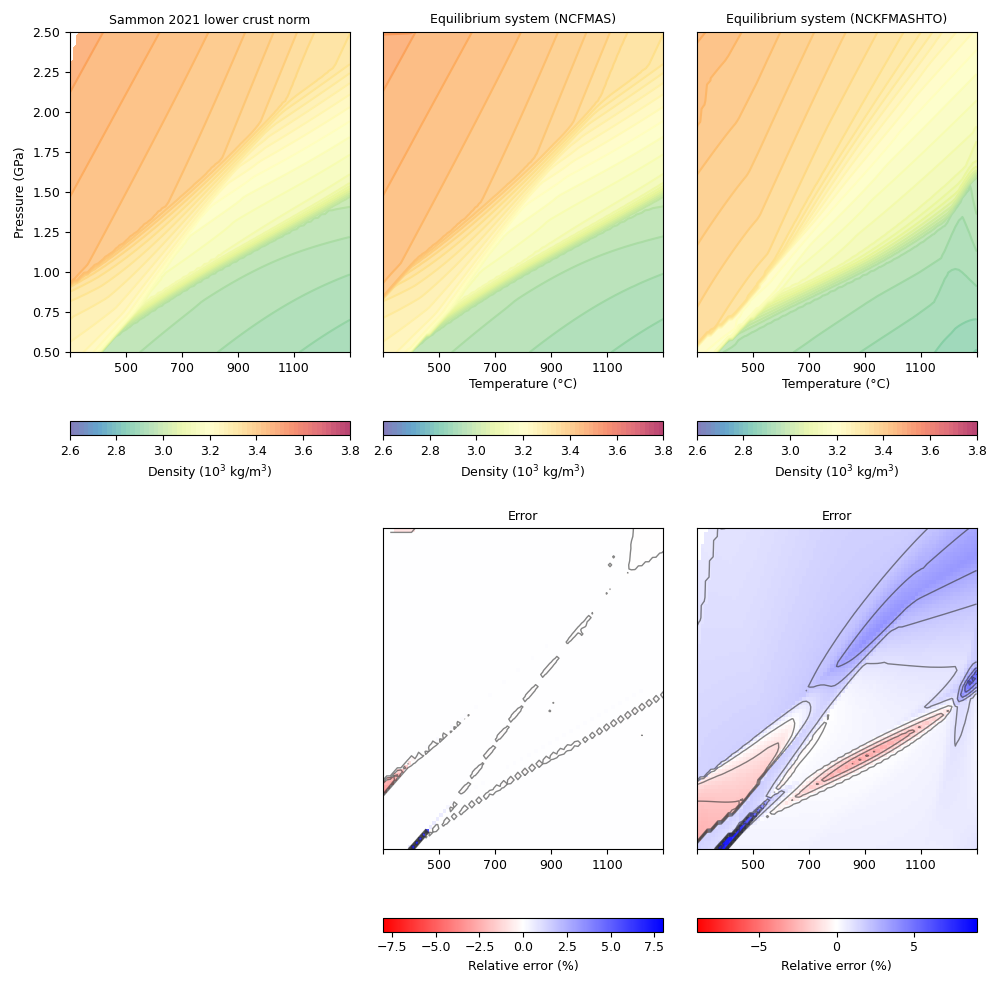 Sammon 2021 lower crust norm
Equilibrium system (NCFMAS)
Equilibrium system (NCKFMASHTO)
2.50
2.25
2.00
1.75
1.50
1.25
1.00
0.75
0.50
Pressure (GPa)
500 700 900 1100
500 700 900 1100
500 700 900 1100
Temperature (°C)
Temperature (°C)
2.6 2.8 3.0 3.2 3.4 3.6 3.8
2.6 2.8 3.0 3.2 3.4 3.6 3.8
2.6 2.8 3.0 3.2 3.4 3.6 3.8
Density (10³ kg/m³)
Density (10³ kg/m³)
Density (10³ kg/m³)
Error
Error
500 700 900 1100
500 700 900 1100
−7.5 −5.0 −2.5 0.0 2.5 5.0 7.5
−5 0 5
Relative error (%)
Relative error (%)